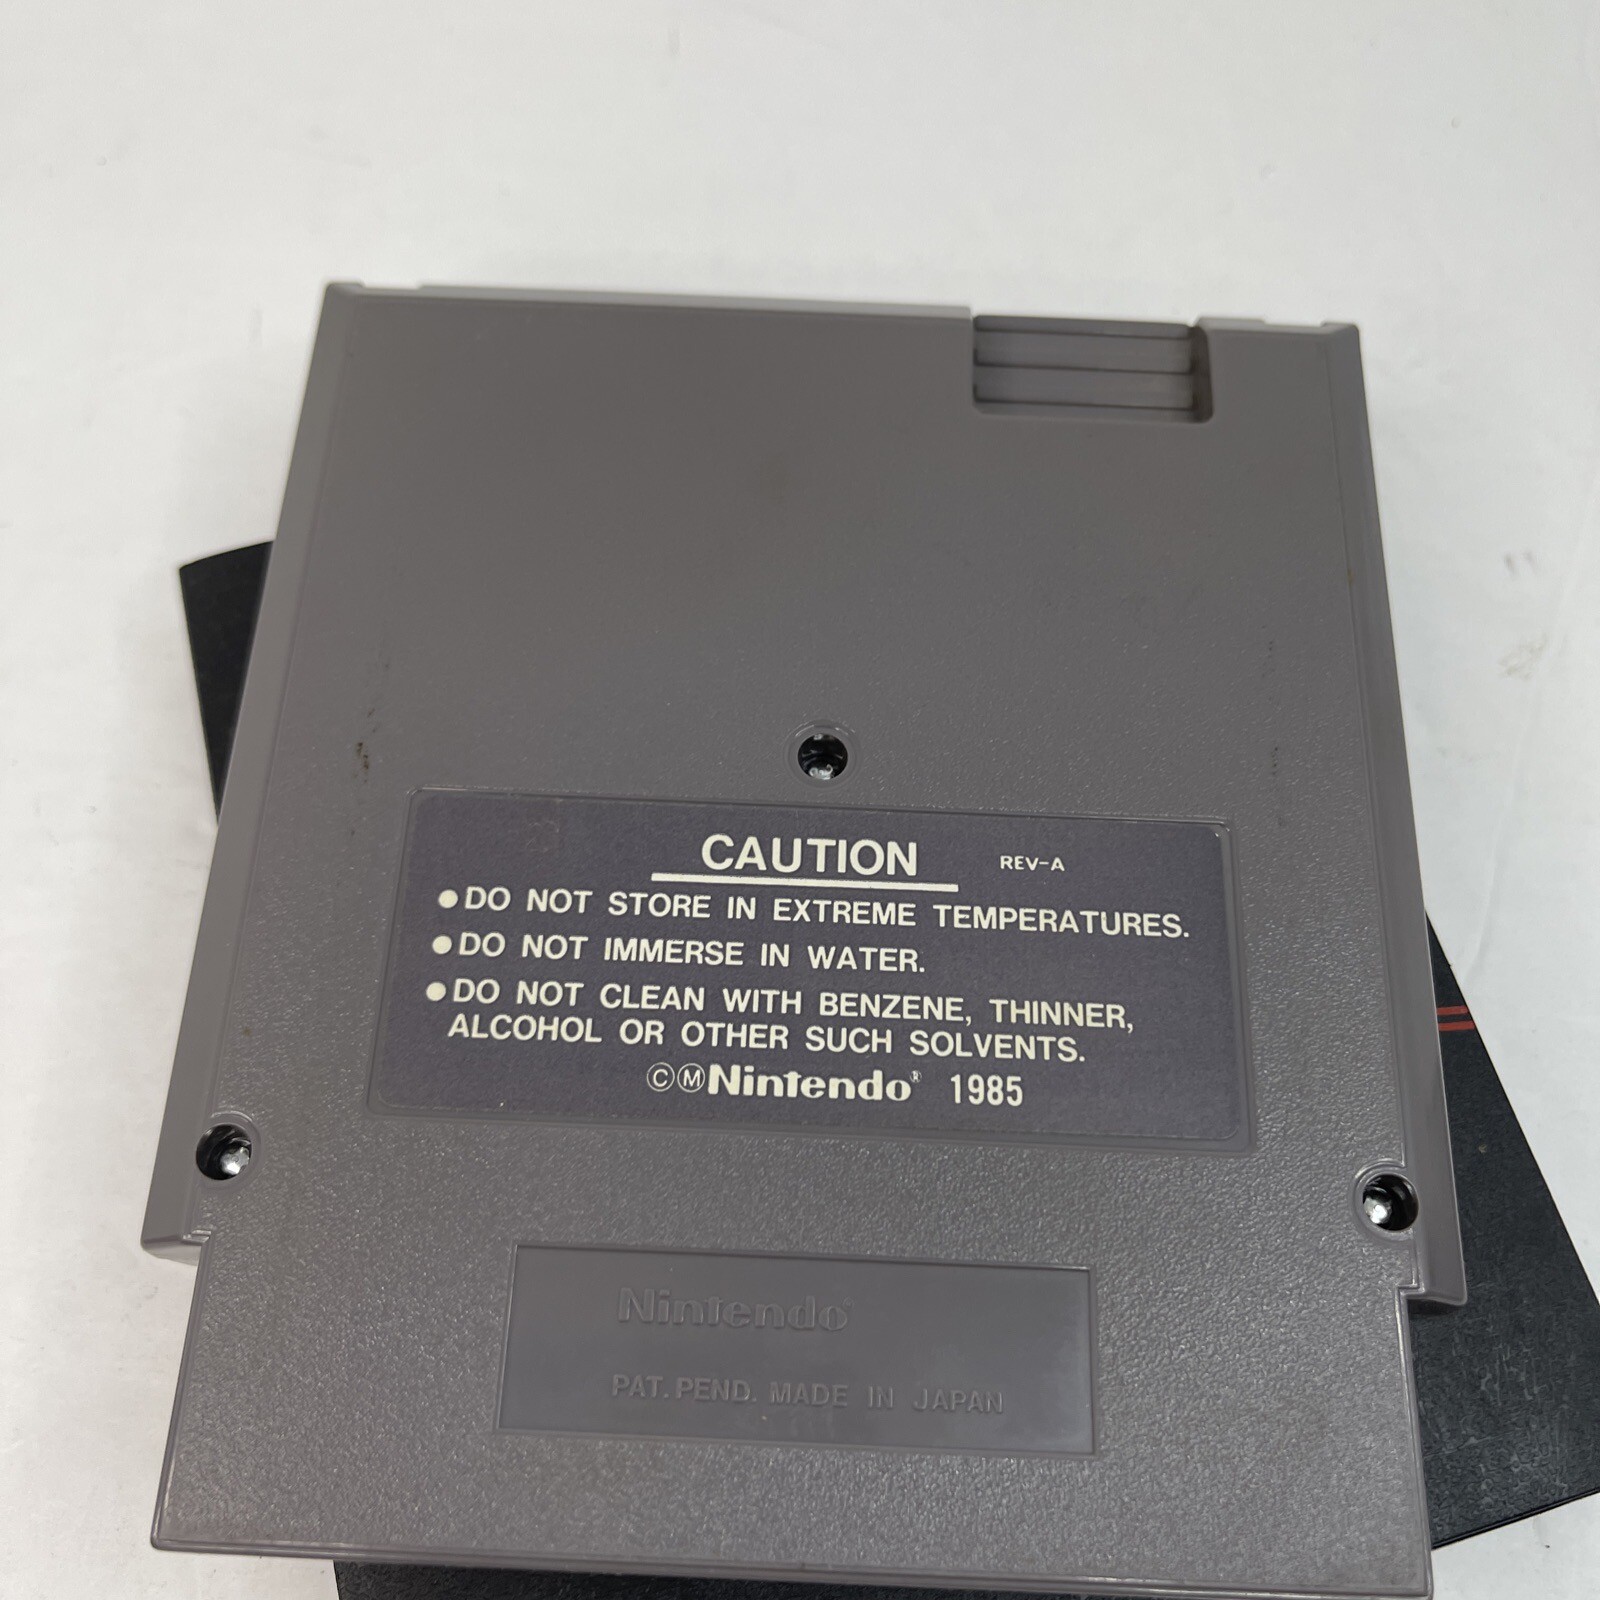 CAUTION REV-A
●DO NOT STORE IN EXTREME TEMPERATURES.
●DO NOT IMMERSE IN WATER.
●DO NOT CLEAN WITH BENZENE, THINNER,
ALCOHOL OR OTHER SUCH SOLVENTS.
©ⓂNintendo® 1985
Nintendo®
PAT. PEND. MADE IN JAPAN